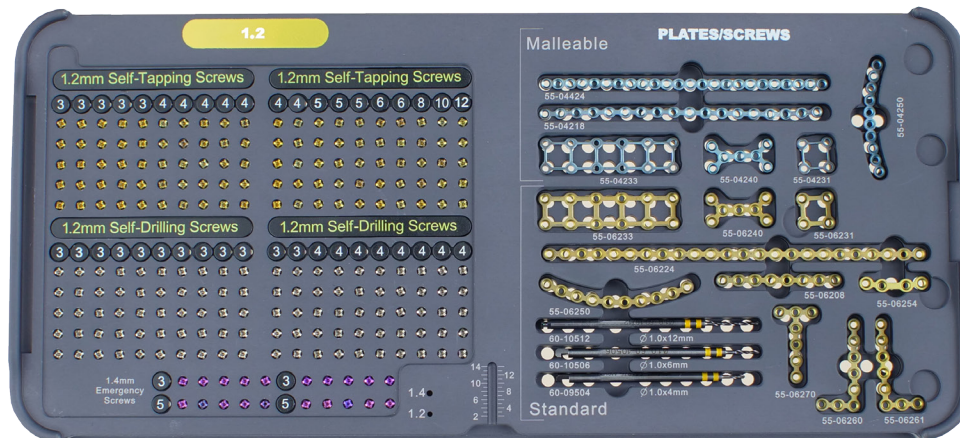 1.2
PLATES/SCREWS
Malleable
1.2mm Self-Tapping Screws
1.2mm Self-Tapping Screws
3 3 3 3 3 4 4 4 4 4
4 4 5 5 5 6 6 8 10 12
1.2mm Self-Drilling Screws
1.2mm Self-Drilling Screws
3 3 3 3 3 3 3 3 3 3
3 3 4 4 4 4 4 4 4 4
1.4mm
Emergency
Screws
3
3
5
5
1.4
1.2
14
12
10
8
6
4
2
55-04424
55-04218
55-04250
55-04233
55-04240
55-04231
55-06233
55-06240
55-06231
55-06224
55-06208
55-06254
55-06250
60-10512
Ø 1.0x12mm
60-10506
Ø 1.0x6mm
60-09504
Ø 1.0x4mm
55-06270
55-06260
55-06261
Standard